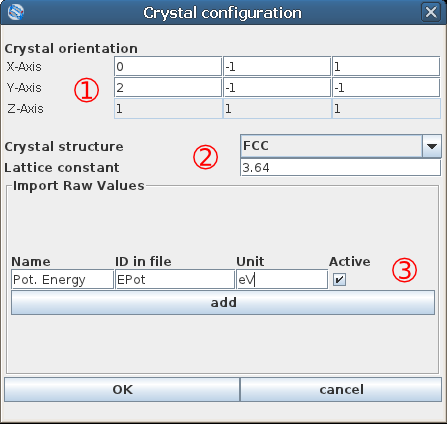 Crystal configuration
Crystal orientation
X-Axis 0 -1 1
① Y-Axis 2 -1 -1
Z-Axis 1 1 1
Crystal structure ② FCC
Lattice constant 3.64
Import Raw Values
Name ID in file Unit Active ③
Pot. Energy EPot eV
add
OK cancel